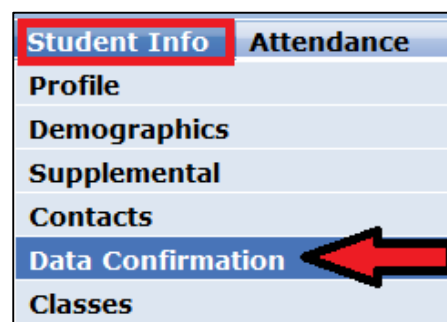 Student Info Attendance
Profile
Demographics
Supplemental
Contacts
Data Confirmation
Classes